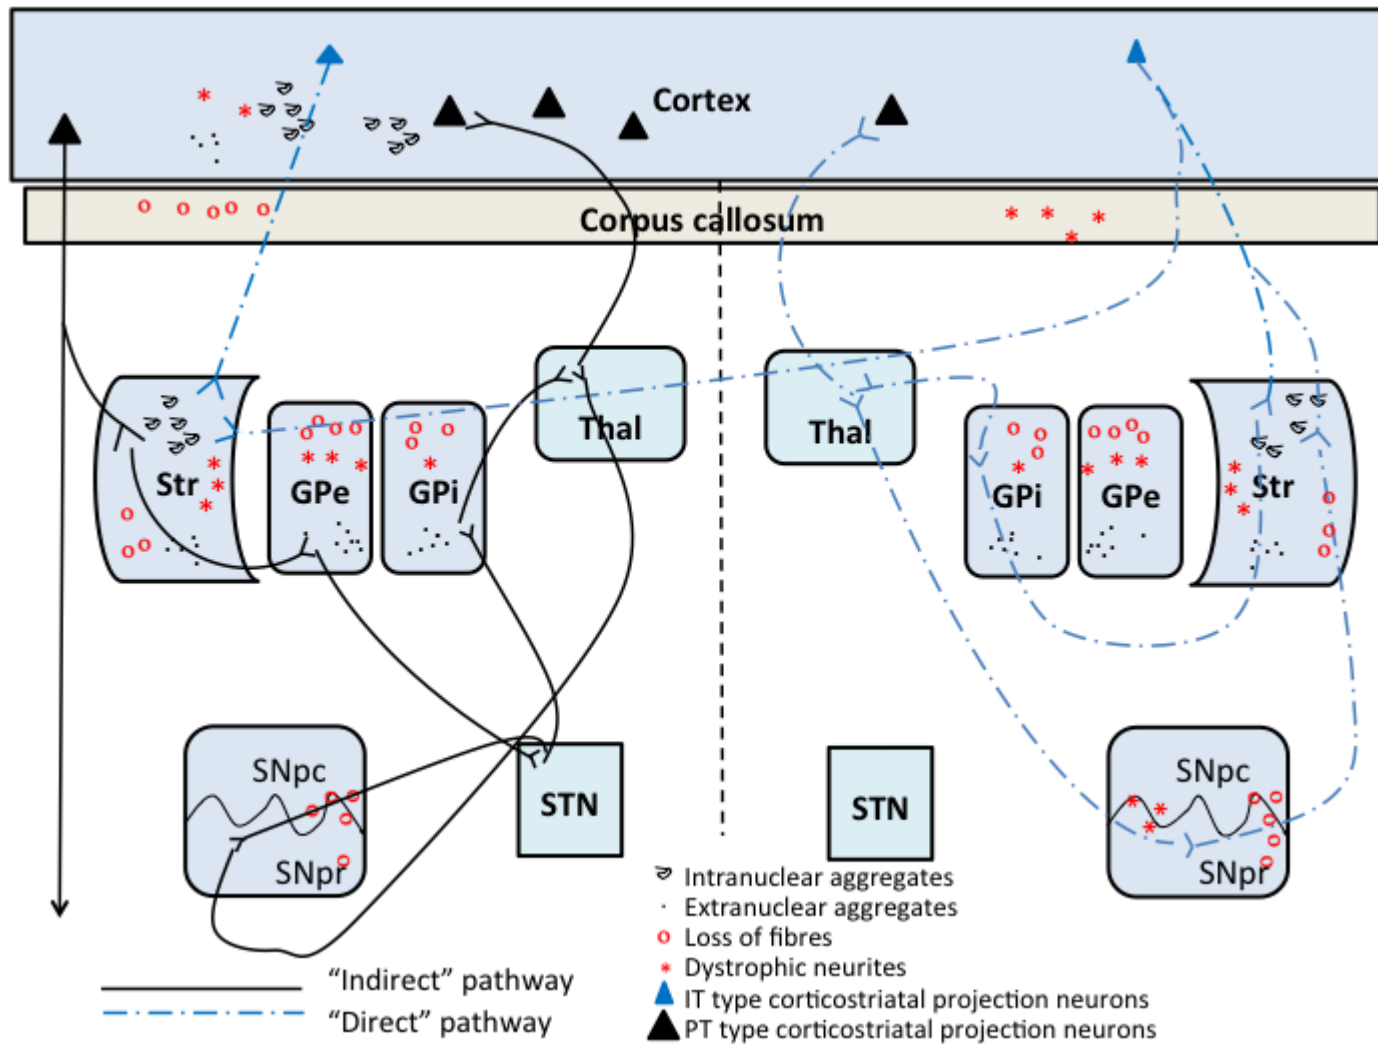 Cortex
Corpus callosum
Thal
Thal
Str
GPe
GPi
GPi
GPe
Str
SNpc
SNpr
STN
STN
SNpc
SNpr
Intranuclear aggregates
Extranuclear aggregates
Loss of fibres
Dystrophic neurites
IT type corticostriatal projection neurons
PT type corticostriatal projection neurons
“Indirect” pathway
“Direct” pathway